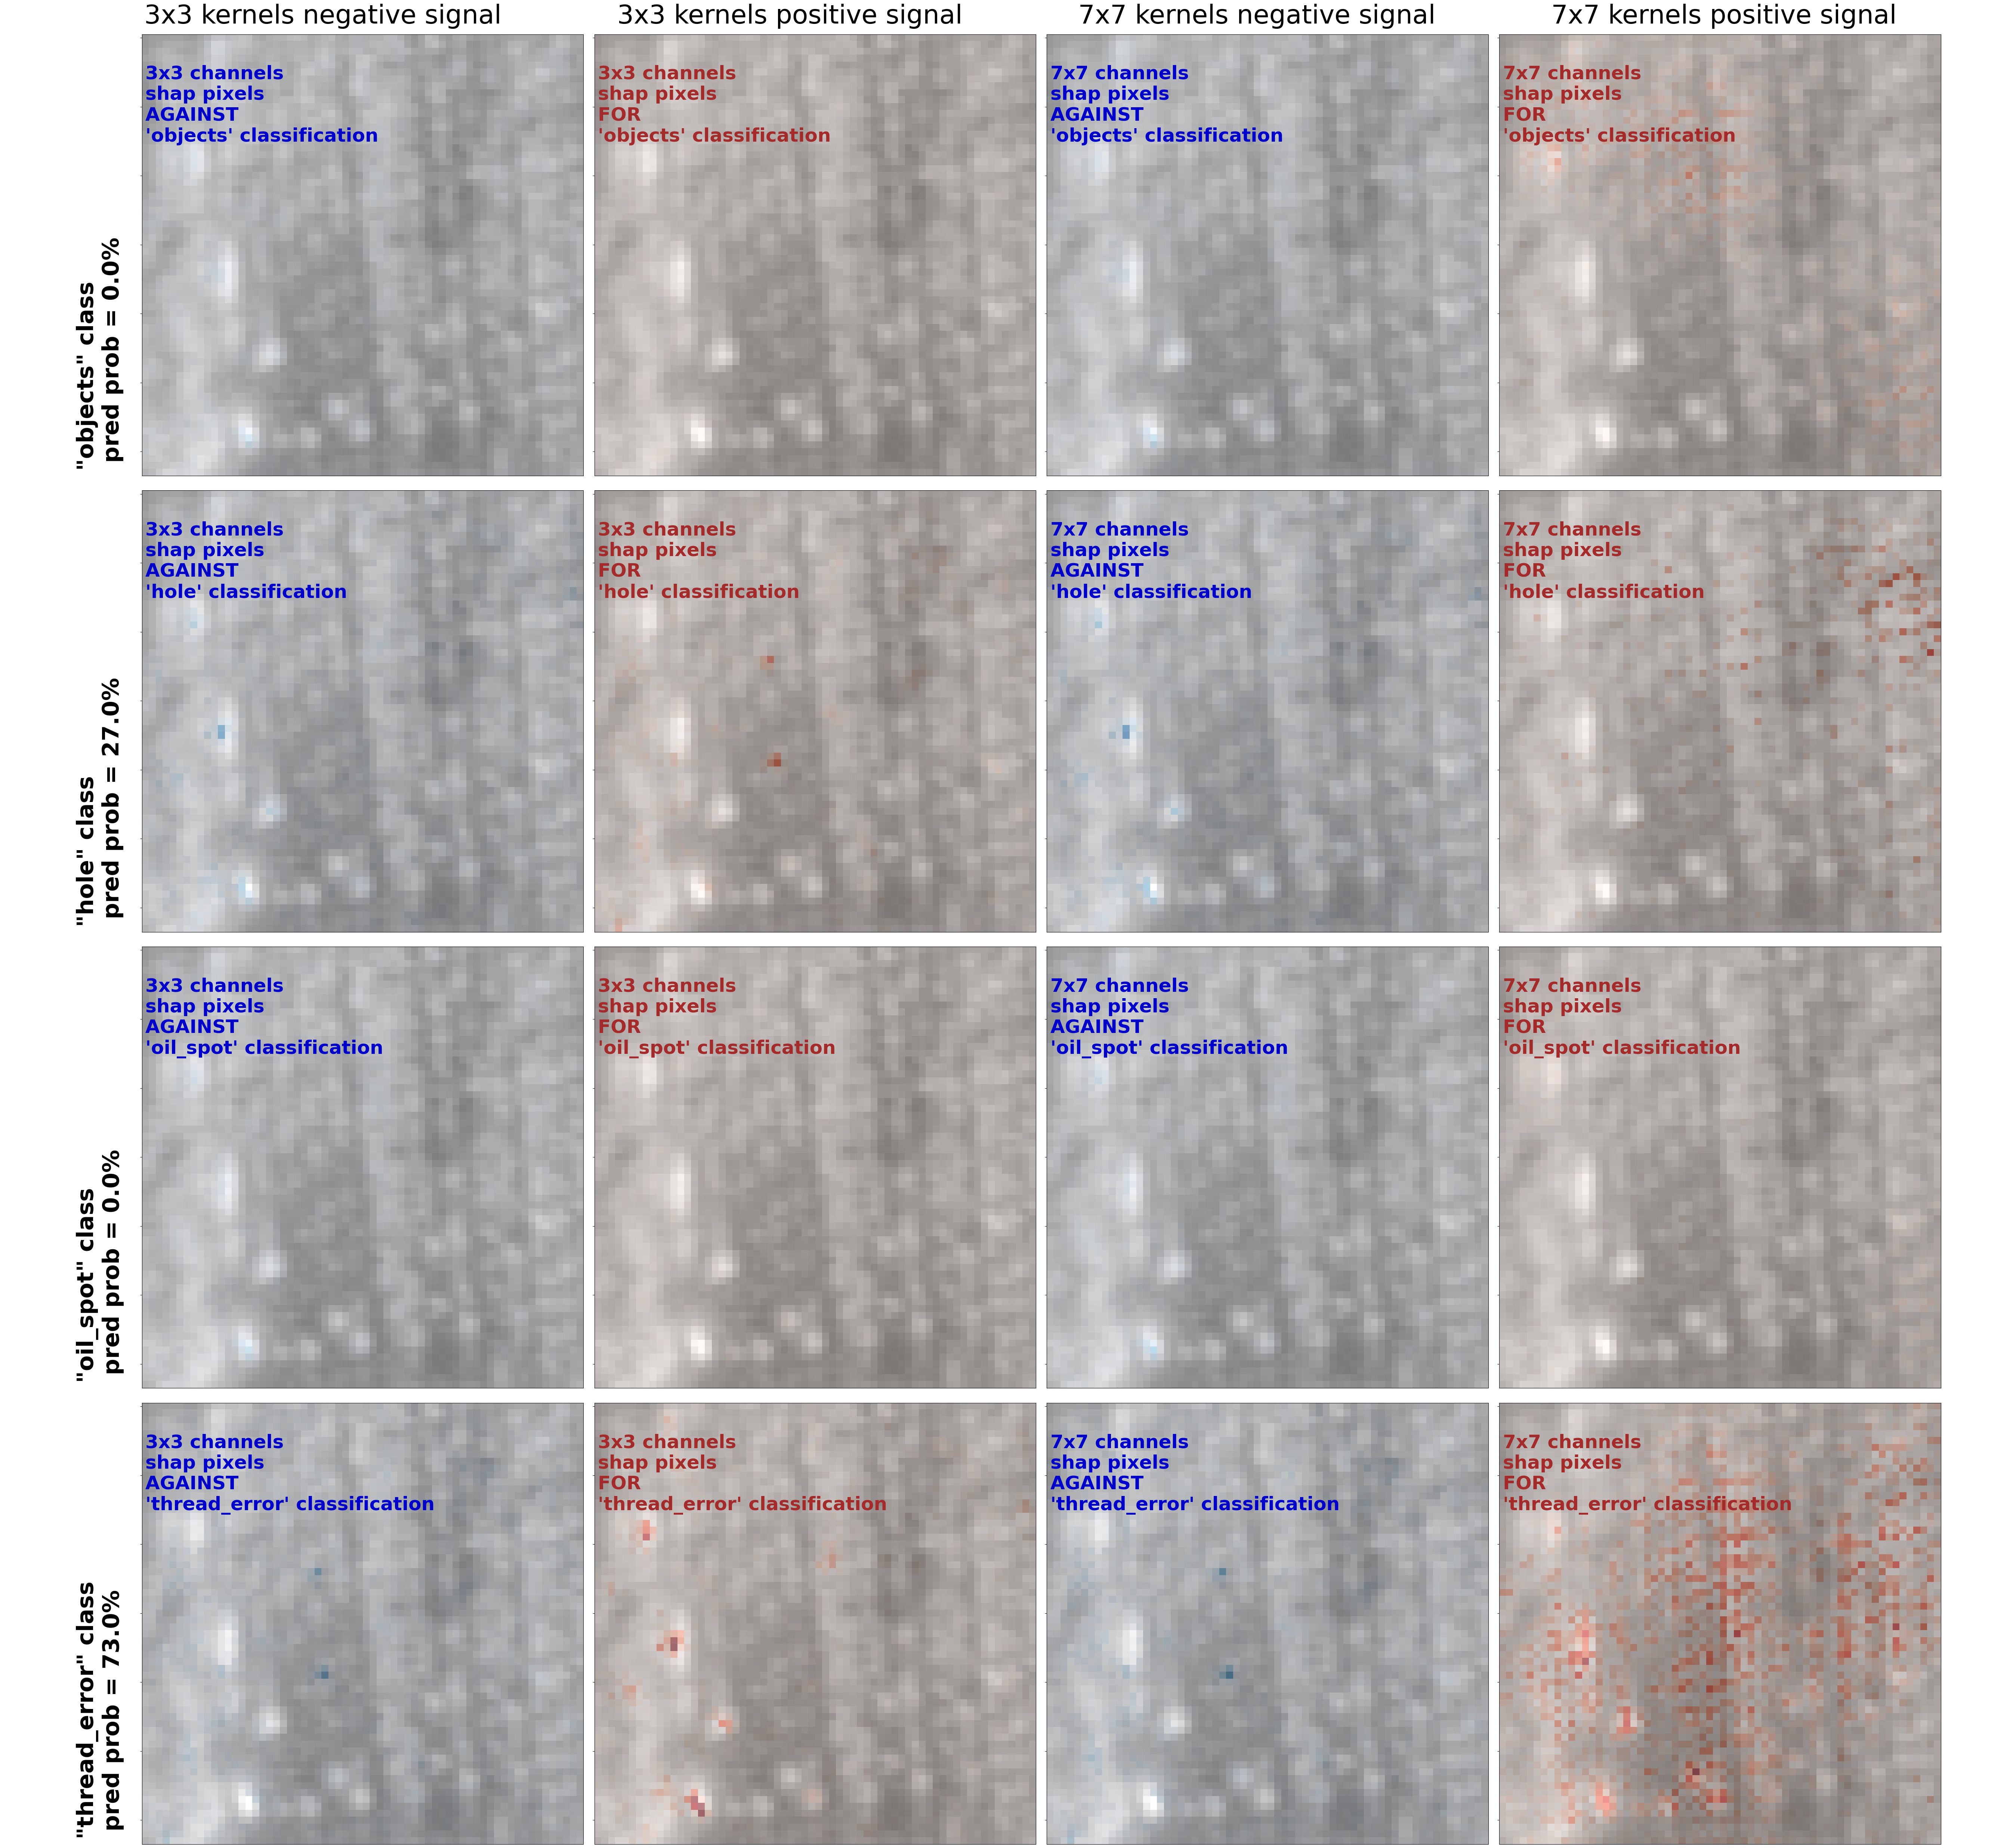 3x3 kernels negative signal
3x3 kernels positive signal
7x7 kernels negative signal
7x7 kernels positive signal
"objects" class
pred prob = 0.0%
3x3 channels
shap pixels
AGAINST
'objects' classification
3x3 channels
shap pixels
FOR
'objects' classification
7x7 channels
shap pixels
AGAINST
'objects' classification
7x7 channels
shap pixels
FOR
'objects' classification
"hole" class
pred prob = 27.0%
3x3 channels
shap pixels
AGAINST
'hole' classification
3x3 channels
shap pixels
FOR
'hole' classification
7x7 channels
shap pixels
AGAINST
'hole' classification
7x7 channels
shap pixels
FOR
'hole' classification
"oil_spot" class
pred prob = 0.0%
3x3 channels
shap pixels
AGAINST
'oil_spot' classification
3x3 channels
shap pixels
FOR
'oil_spot' classification
7x7 channels
shap pixels
AGAINST
'oil_spot' classification
7x7 channels
shap pixels
FOR
'oil_spot' classification
"thread_error" class
pred prob = 73.0%
3x3 channels
shap pixels
AGAINST
'thread_error' classification
3x3 channels
shap pixels
FOR
'thread_error' classification
7x7 channels
shap pixels
AGAINST
'thread_error' classification
7x7 channels
shap pixels
FOR
'thread_error' classification